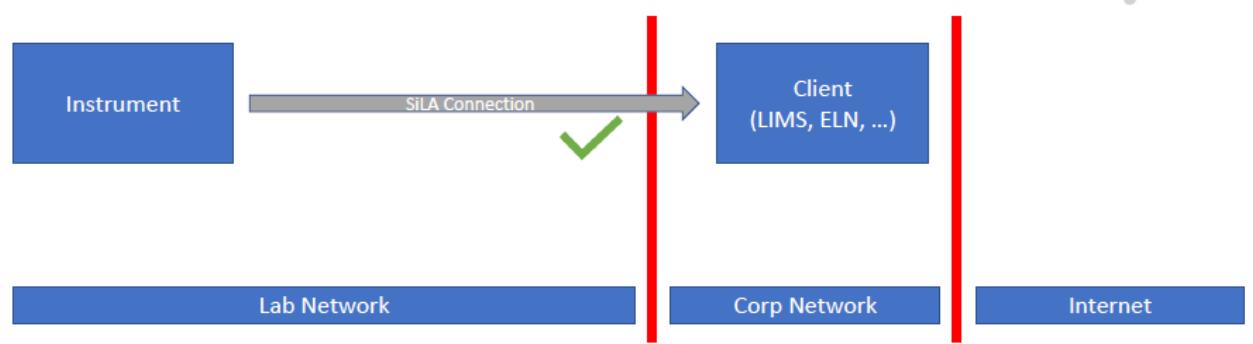 Instrument
SiLA Connection
Client
(LIMS, ELN, ...)
Lab Network
Corp Network
Internet